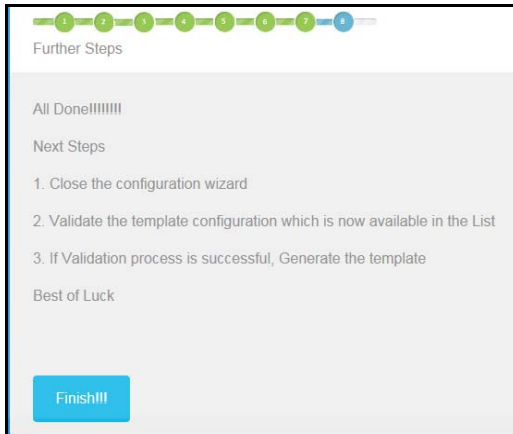 1 2 3 4 5 6 7 8
Further Steps
All Done!!!!!!!!
Next Steps
1. Close the configuration wizard
2. Validate the template configuration which is now available in the List
3. If Validation process is successful, Generate the template
Best of Luck
Finish!!!